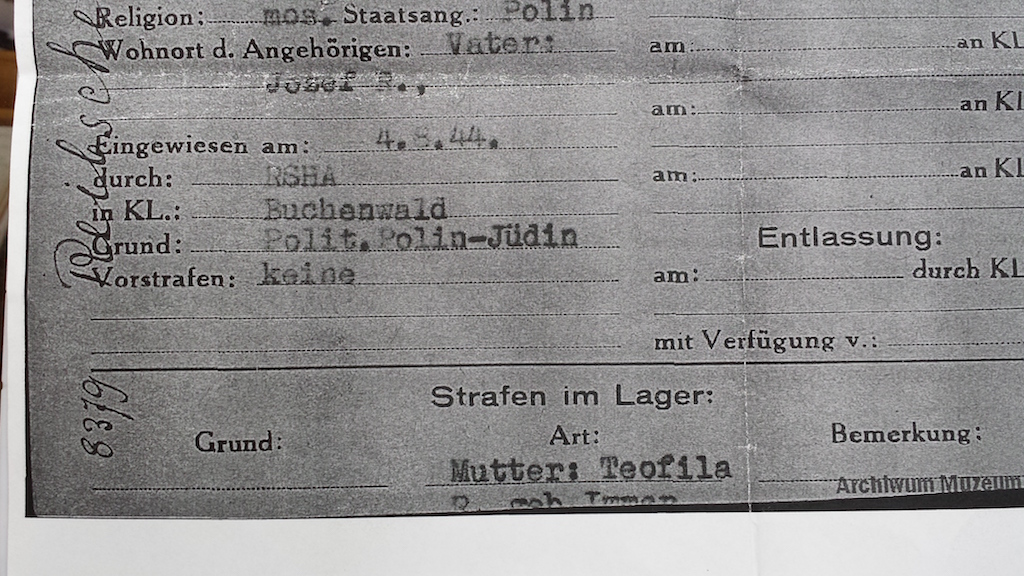 Religion: mos. Staatsang.: Polin
Wohnort d. Angehörigen: Vater:
Josef R.,
Eingewiesen am: 4.8.44.
durch: RSHA
in KL.: Buchenwald
Grund: Polit. Polin-Jüdin
Vorstrafen: keine
am: an KL
am: an KL
am: an KL
Entlassung:
am: durch KL
mit Verfügung v.:
8379
Strafen im Lager:
Grund: Art: Bemerkung:
Mutter: Teofila
R. geb
Archiwum Muzeum